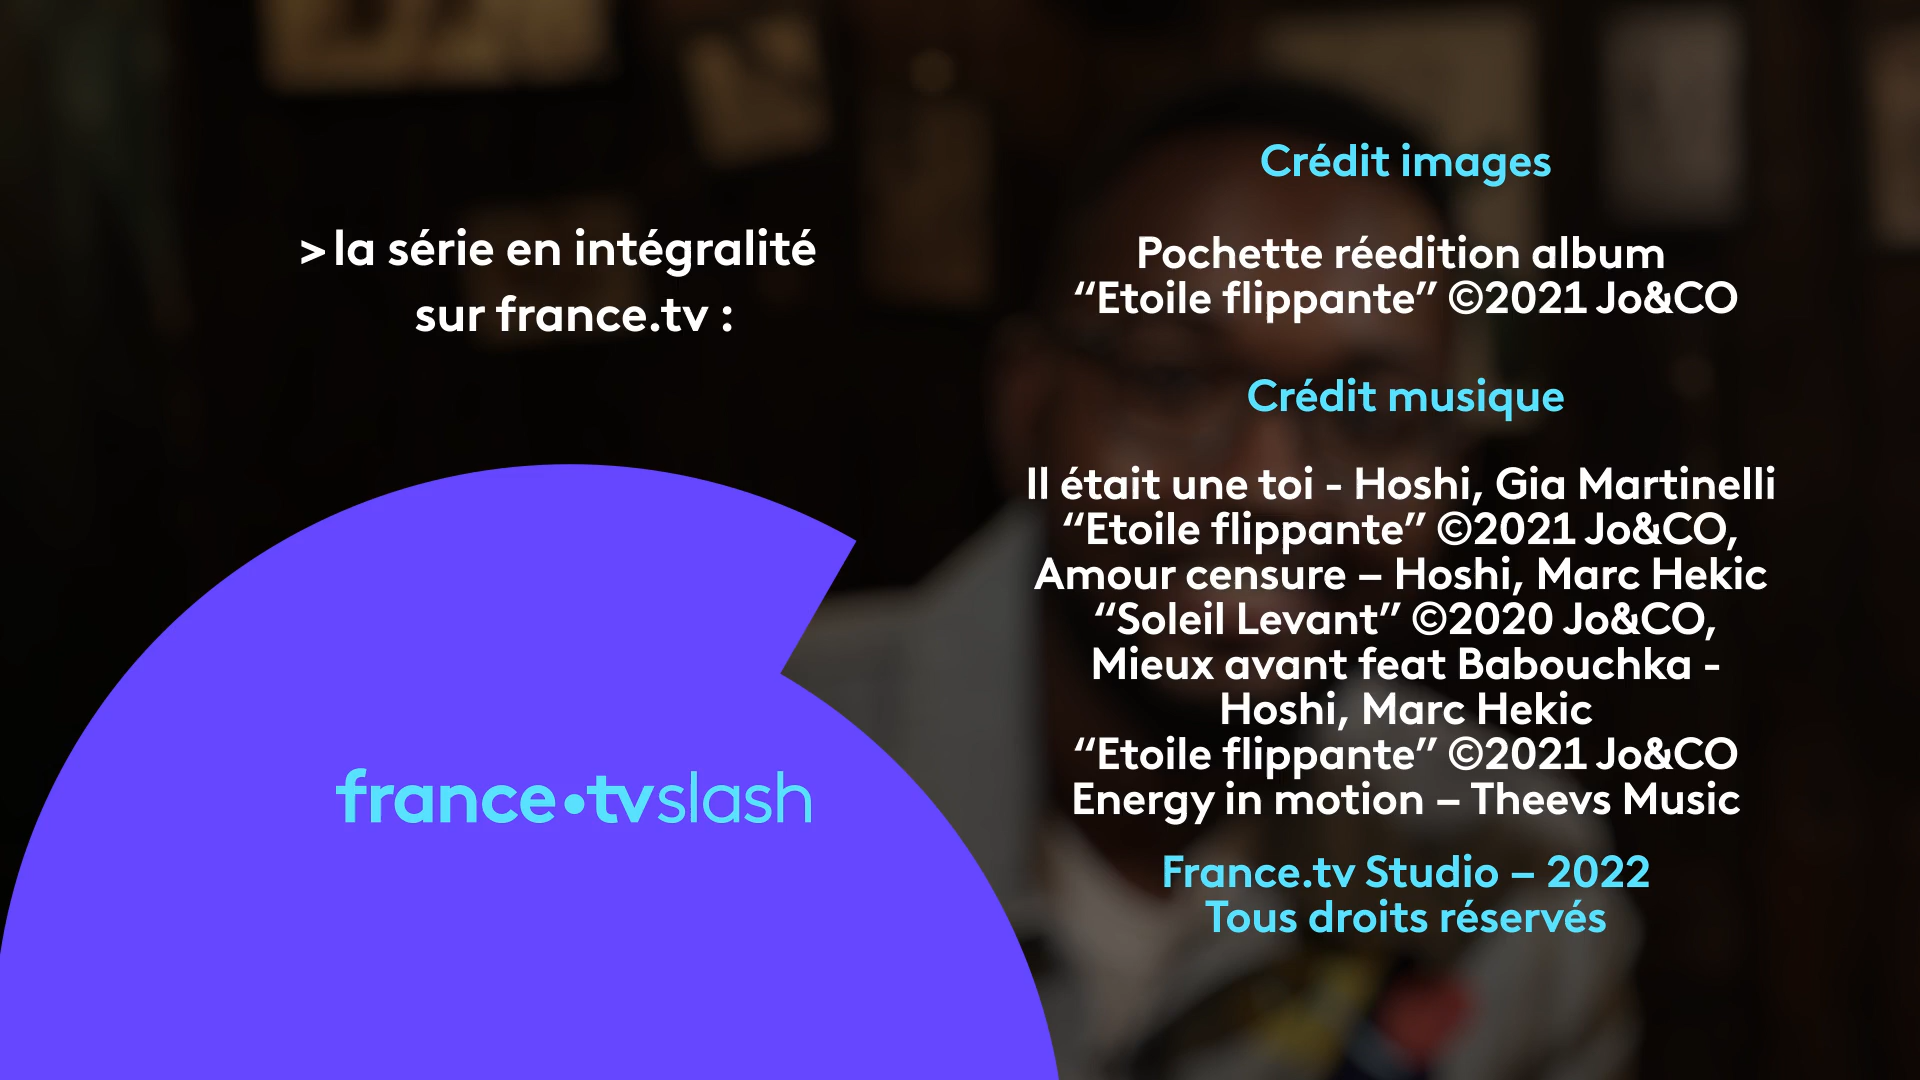 > la série en intégralité
sur france.tv :
france•tvslash
Crédit images
Pochette réedition album
“Etoile flippante” ©2021 Jo&CO
Crédit musique
Il était une toi - Hoshi, Gia Martinelli
“Etoile flippante” ©2021 Jo&CO,
Amour censure – Hoshi, Marc Hekic
“Soleil Levant” ©2020 Jo&CO,
Mieux avant feat Babouchka -
Hoshi, Marc Hekic
“Etoile flippante” ©2021 Jo&CO
Energy in motion – Theevs Music
France.tv Studio – 2022
Tous droits réservés